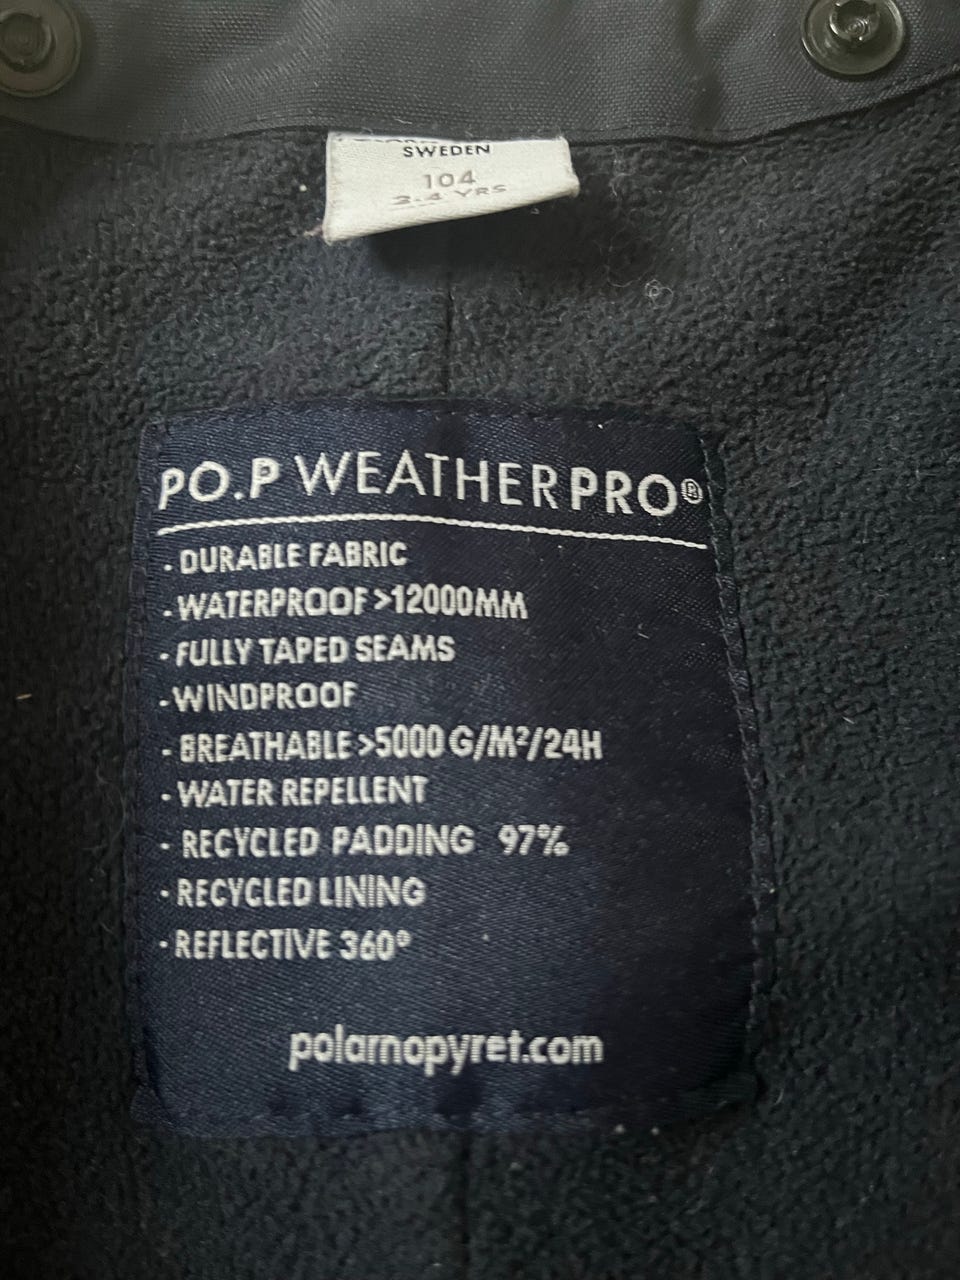 SWEDEN
104
3-4 YRS
PO.P WEATHERPRO®
- DURABLE FABRIC
- WATERPROOF >12000MM
- FULLY TAPED SEAMS
- WINDPROOF
- BREATHABLE >5000 G/M²/24H
- WATER REPELLENT
- RECYCLED PADDING 97%
- RECYCLED LINING
- REFLECTIVE 360°
polarnopyret.com